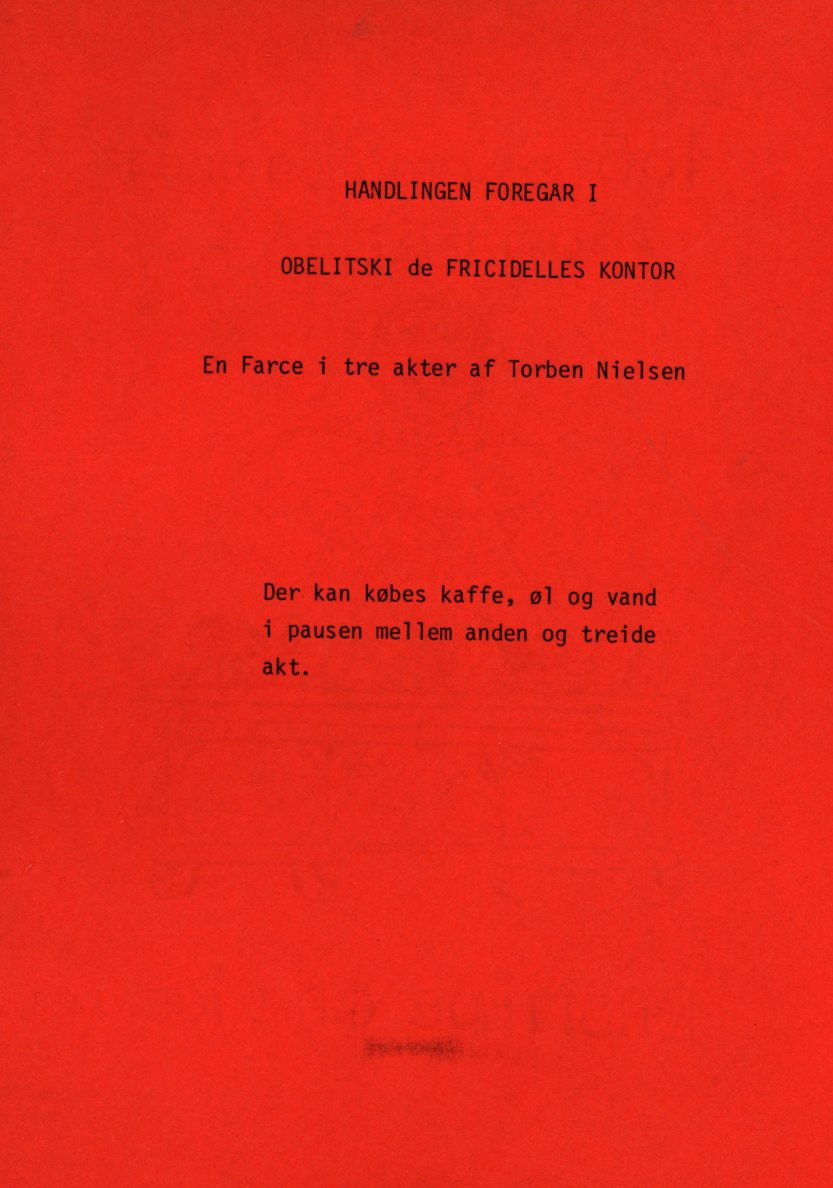 HANDLINGEN FOREGÅR I
OBELITSKI de FRICIDELLES KONTOR
En Farce i tre akter af Torben Nielsen
Der kan købes kaffe, øl og vand
i pausen mellem anden og treide
akt.